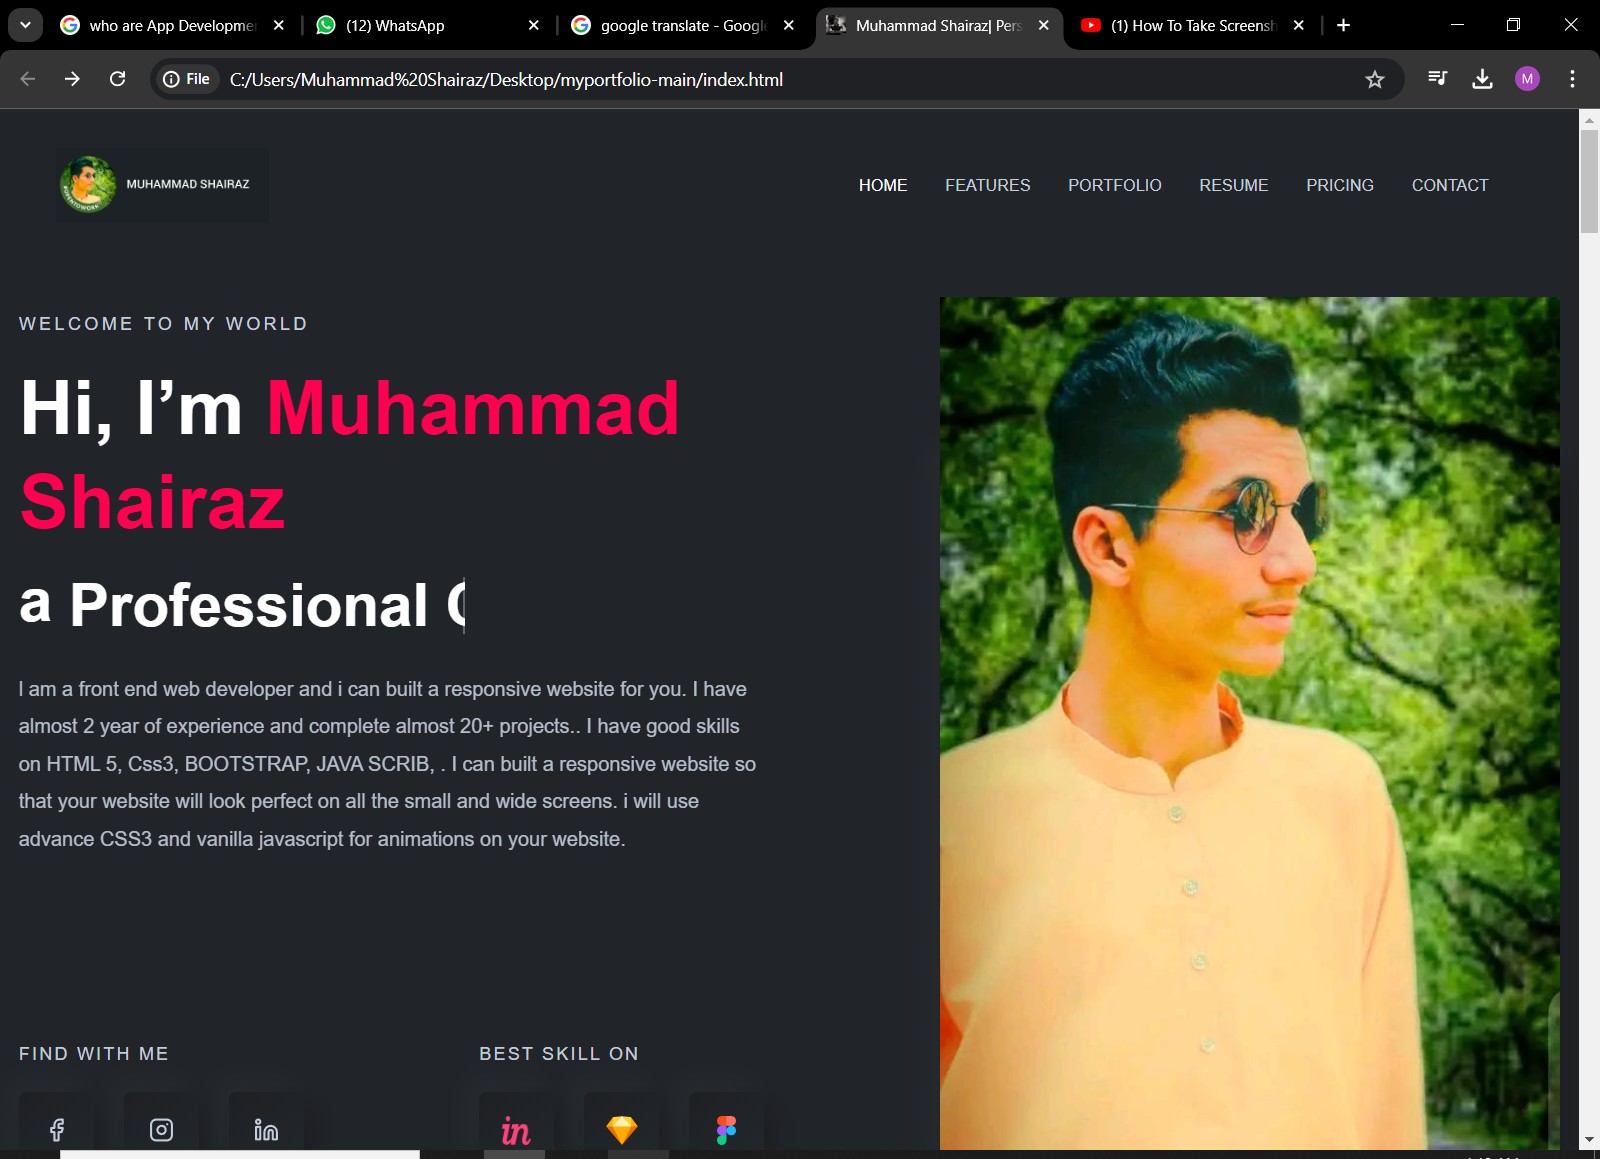 who are App Developme
(12) WhatsApp
google translate - Googl
Muhammad Shairaz| Pers
(1) How To Take Screensh
File
C:/Users/Muhammad%20Shairaz/Desktop/myportfolio-main/index.html
M
MUHAMMAD SHAIRAZ
HOME
FEATURES
PORTFOLIO
RESUME
PRICING
CONTACT
WELCOME TO MY WORLD
Hi, I’m Muhammad
Shairaz
a Professional
I am a front end web developer and i can built a responsive website for you. I have
almost 2 year of experience and complete almost 20+ projects.. I have good skills
on HTML 5, Css3, BOOTSTRAP, JAVA SCRIB, . I can built a responsive website so
that your website will look perfect on all the small and wide screens. i will use
advance CSS3 and vanilla javascript for animations on your website.
FIND WITH ME
BEST SKILL ON
in
in